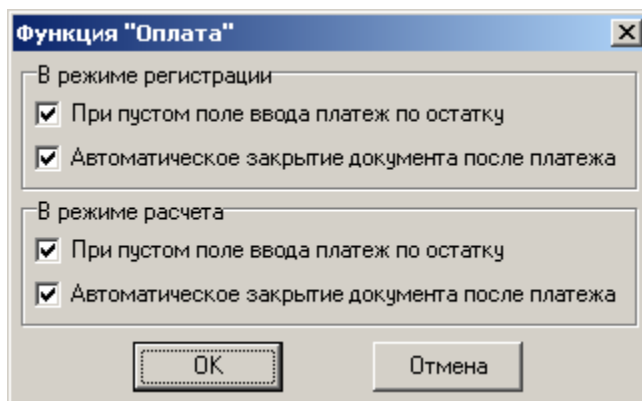 Функция "Оплата"
В режиме регистрации
При пустом поле ввода платеж по остатку
Автоматическое закрытие документа после платежа
В режиме расчета
При пустом поле ввода платеж по остатку
Автоматическое закрытие документа после платежа
OK
Отмена